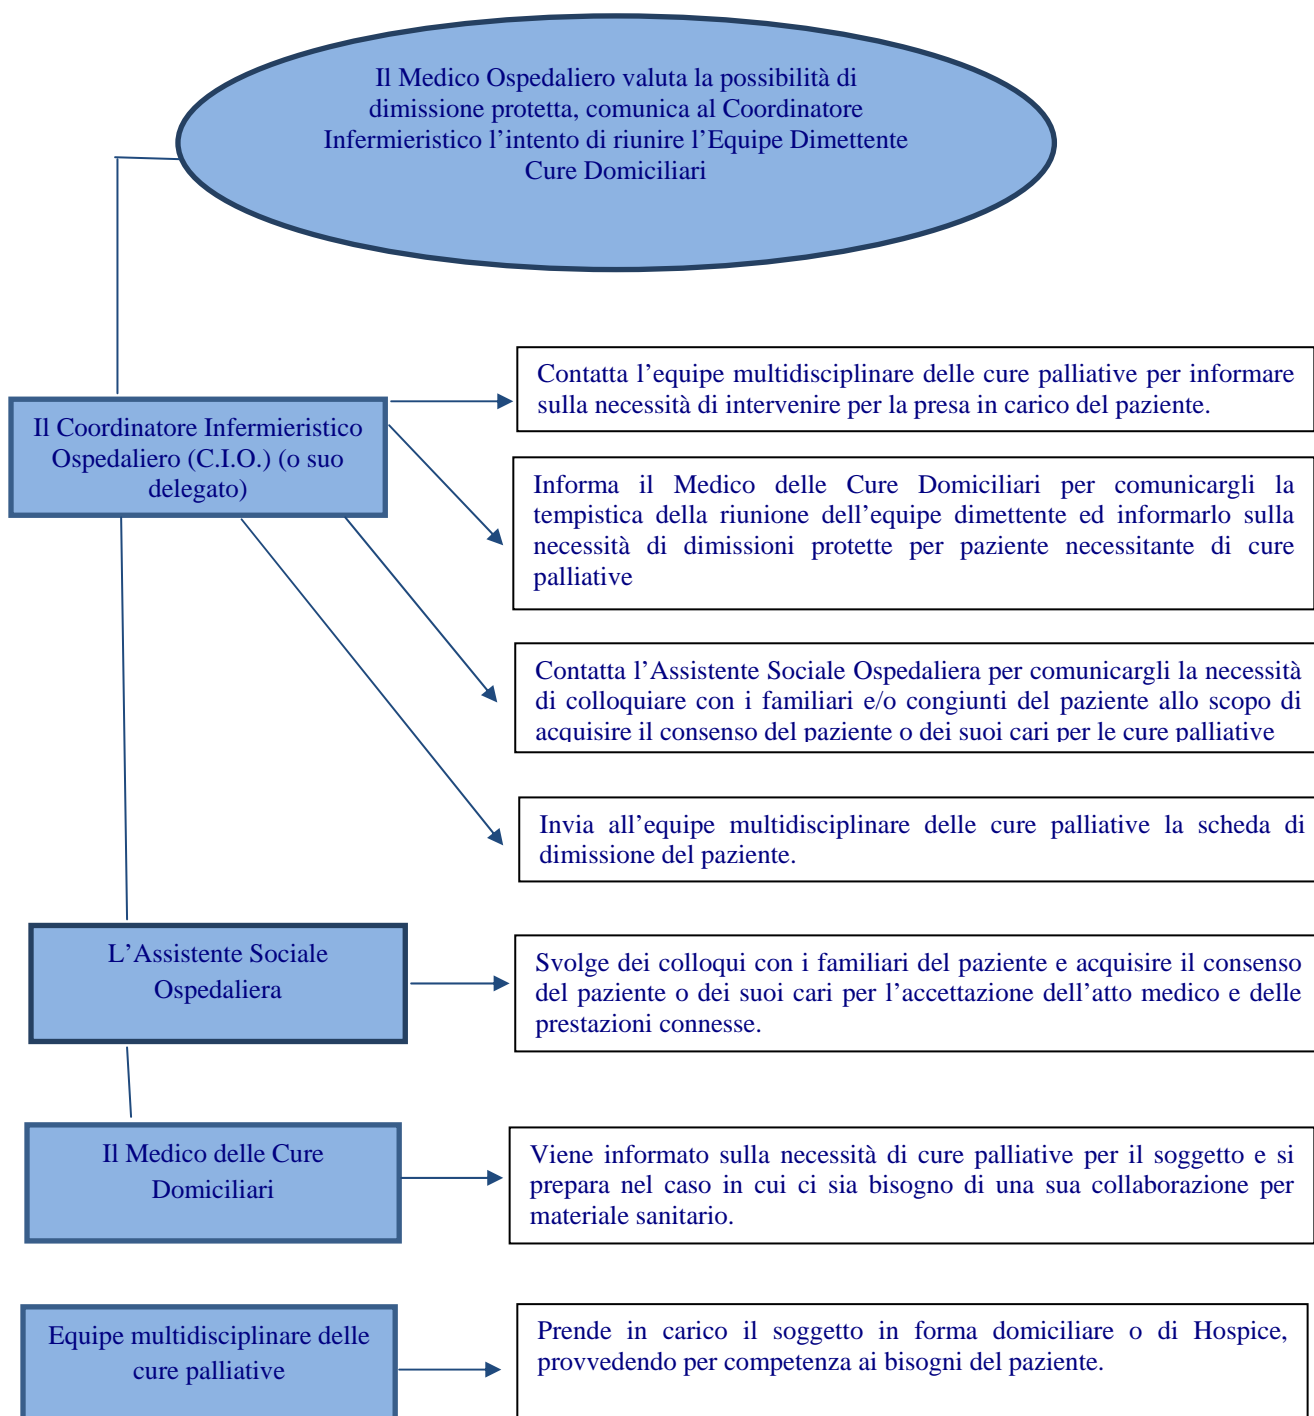 Il Medico Ospedaliero valuta la possibilità di
dimissione protetta, comunica al Coordinatore
Infermieristico l’intento di riunire l’Equipe Dimettente
Cure Domiciliari
Contatta l’equipe multidisciplinare delle cure palliative per informare
sulla necessità di intervenire per la presa in carico del paziente.
Il Coordinatore Infermieristico
Ospedaliero (C.I.O.) (o suo
delegato)
Informa il Medico delle Cure Domiciliari per comunicargli la
tempistica della riunione dell’equipe dimettente ed informarlo sulla
necessità di dimissioni protette per paziente necessitante di cure
palliative
Contatta l’Assistente Sociale Ospedaliera per comunicargli la necessità
di colloquiare con i familiari e/o congiunti del paziente allo scopo di
acquisire il consenso del paziente o dei suoi cari per le cure palliative
Invia all’equipe multidisciplinare delle cure palliative la scheda di
dimissione del paziente.
L’Assistente Sociale
Ospedaliera
Svolge dei colloqui con i familiari del paziente e acquisire il consenso
del paziente o dei suoi cari per l’accettazione dell’atto medico e delle
prestazioni connesse.
Il Medico delle Cure
Domiciliari
Viene informato sulla necessità di cure palliative per il soggetto e si
prepara nel caso in cui ci sia bisogno di una sua collaborazione per
materiale sanitario.
Equipe multidisciplinare delle
cure palliative
Prende in carico il soggetto in forma domiciliare o di Hospice,
provvedendo per competenza ai bisogni del paziente.